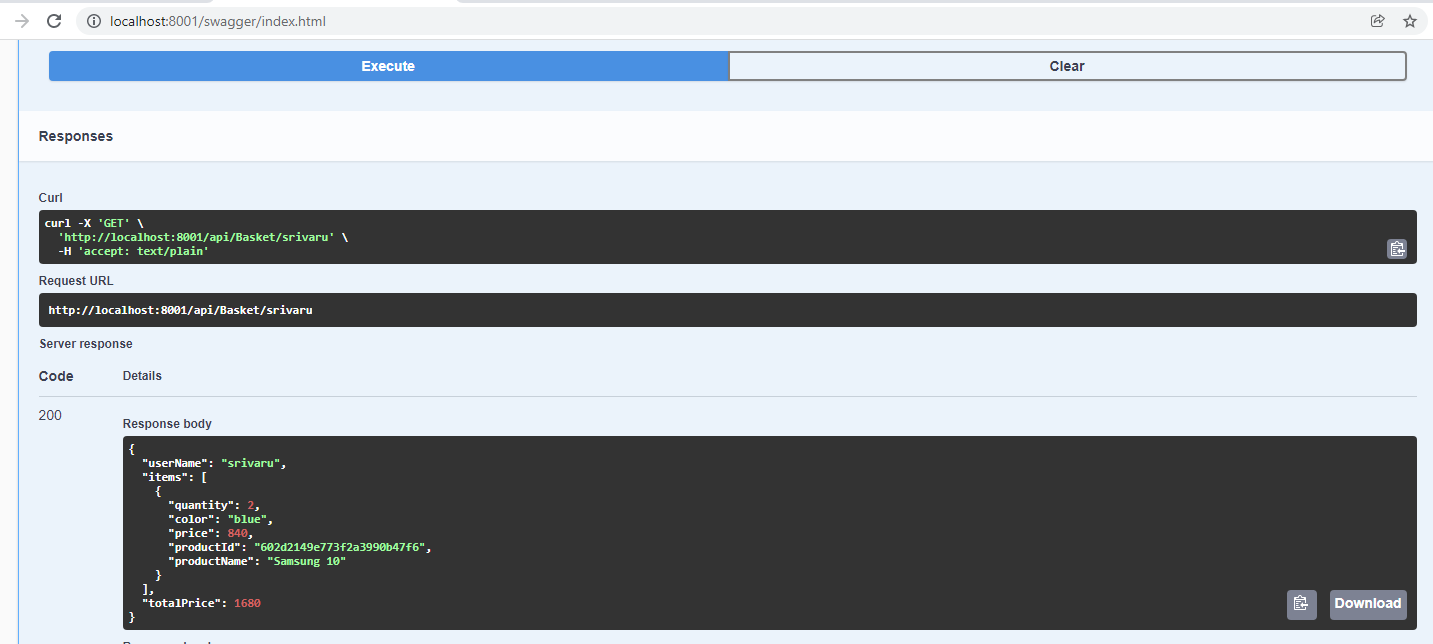 localhost:8001/swagger/index.html
Execute
Clear
Responses
Curl
curl -X 'GET' \
  'http://localhost:8001/api/Basket/srivaru' \
  -H 'accept: text/plain'
Request URL
http://localhost:8001/api/Basket/srivaru
Server response
Code Details
200
Response body
{
  "userName": "srivaru",
  "items": [
    {
      "quantity": 2,
      "color": "blue",
      "price": 840,
      "productId": "602d2149e773f2a3990b47f6",
      "productName": "Samsung 10"
    }
  ],
  "totalPrice": 1680
}
Download